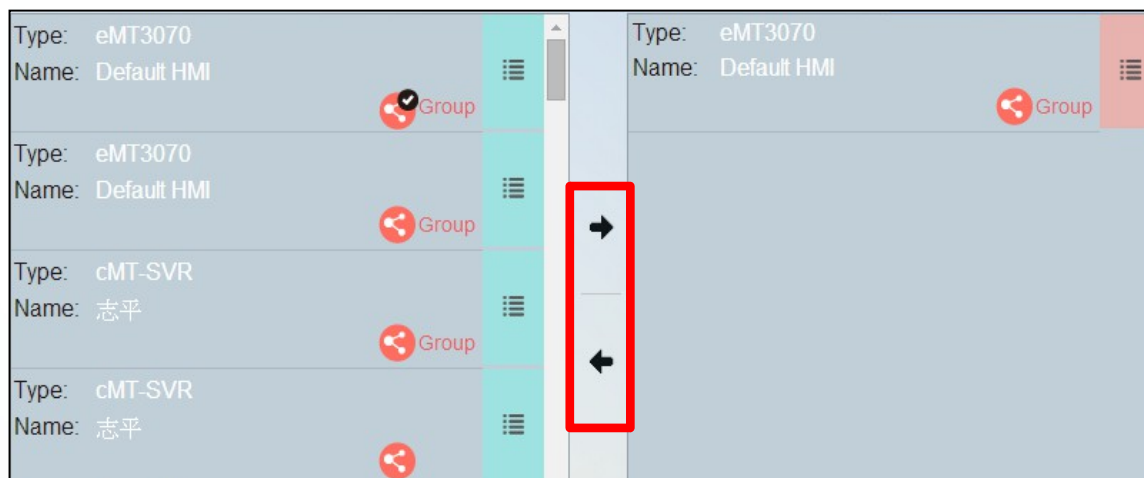 Type: eMT3070
Name: Default HMI
Group
Type: eMT3070
Name: Default HMI
Group
Type: cMT-SVR
Name: 志平
Group
Type: cMT-SVR
Name: 志平
Type: eMT3070
Name: Default HMI
Group